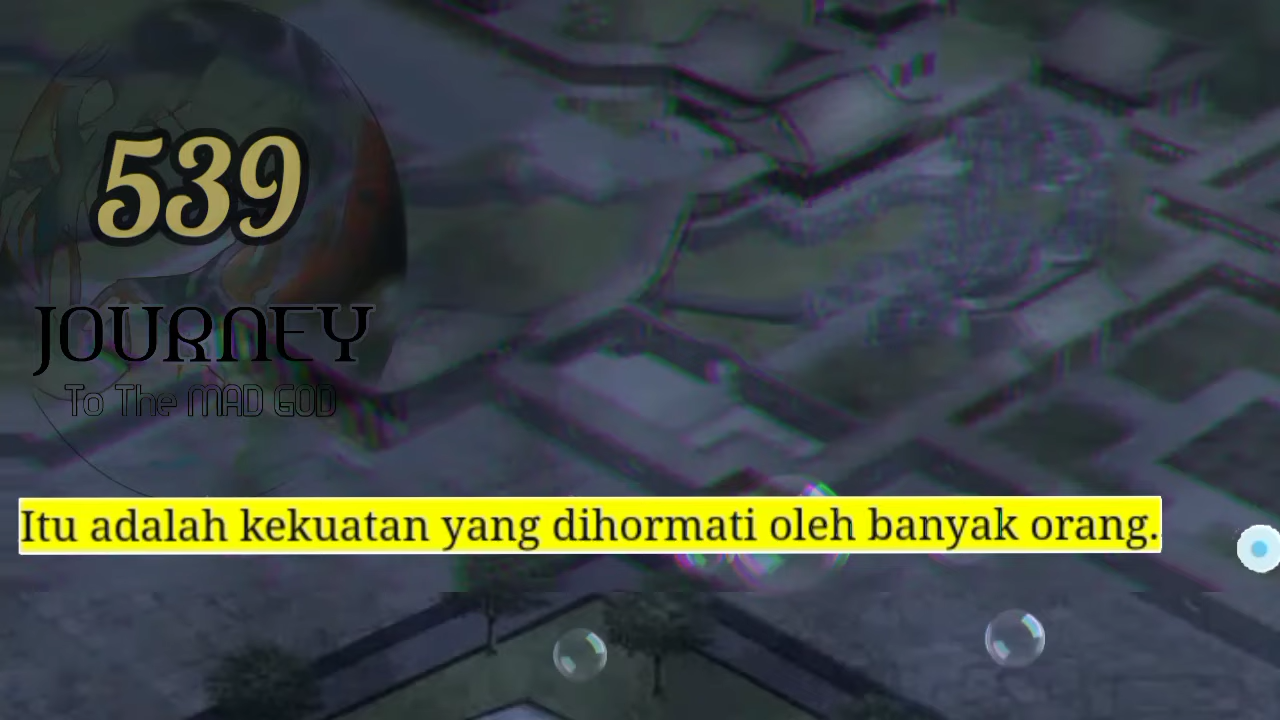 539
JOURNEY
To The MAD GOD
Itu adalah kekuatan yang dihormati oleh banyak orang.